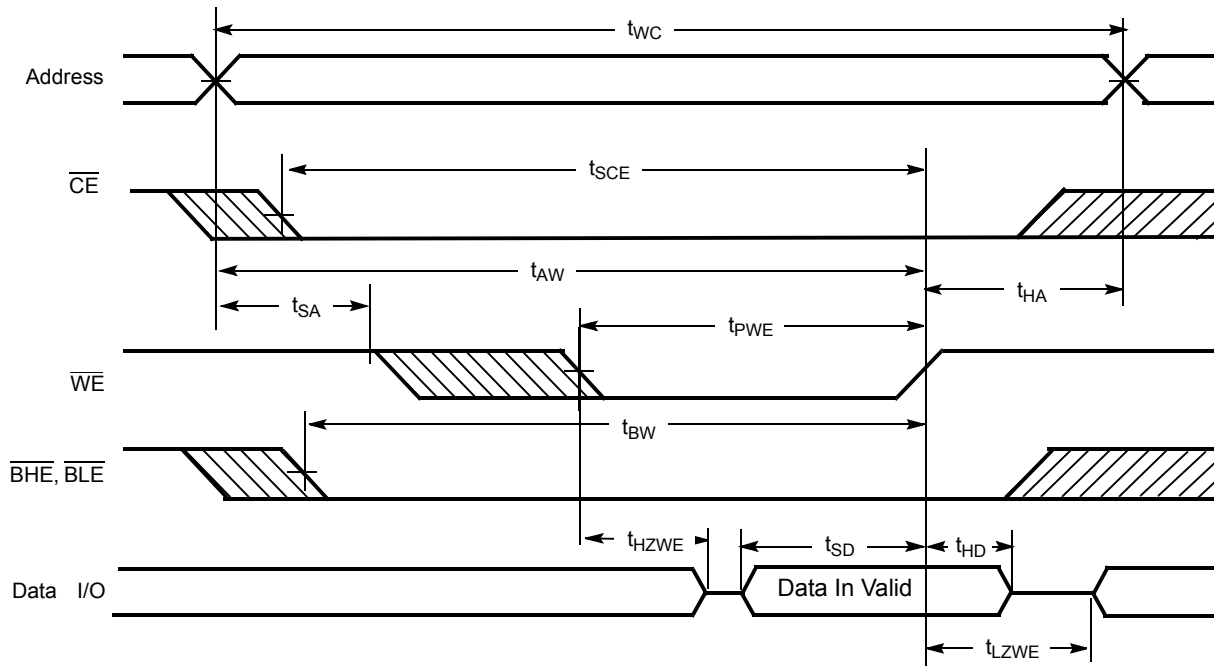 tWC
Address
tSCE
CE
tAW
tSA
tHA
tPWE
WE
tBW
BHE, BLE
tHZWE
tSD
tHD
Data I/O
Data In Valid
tLZWE